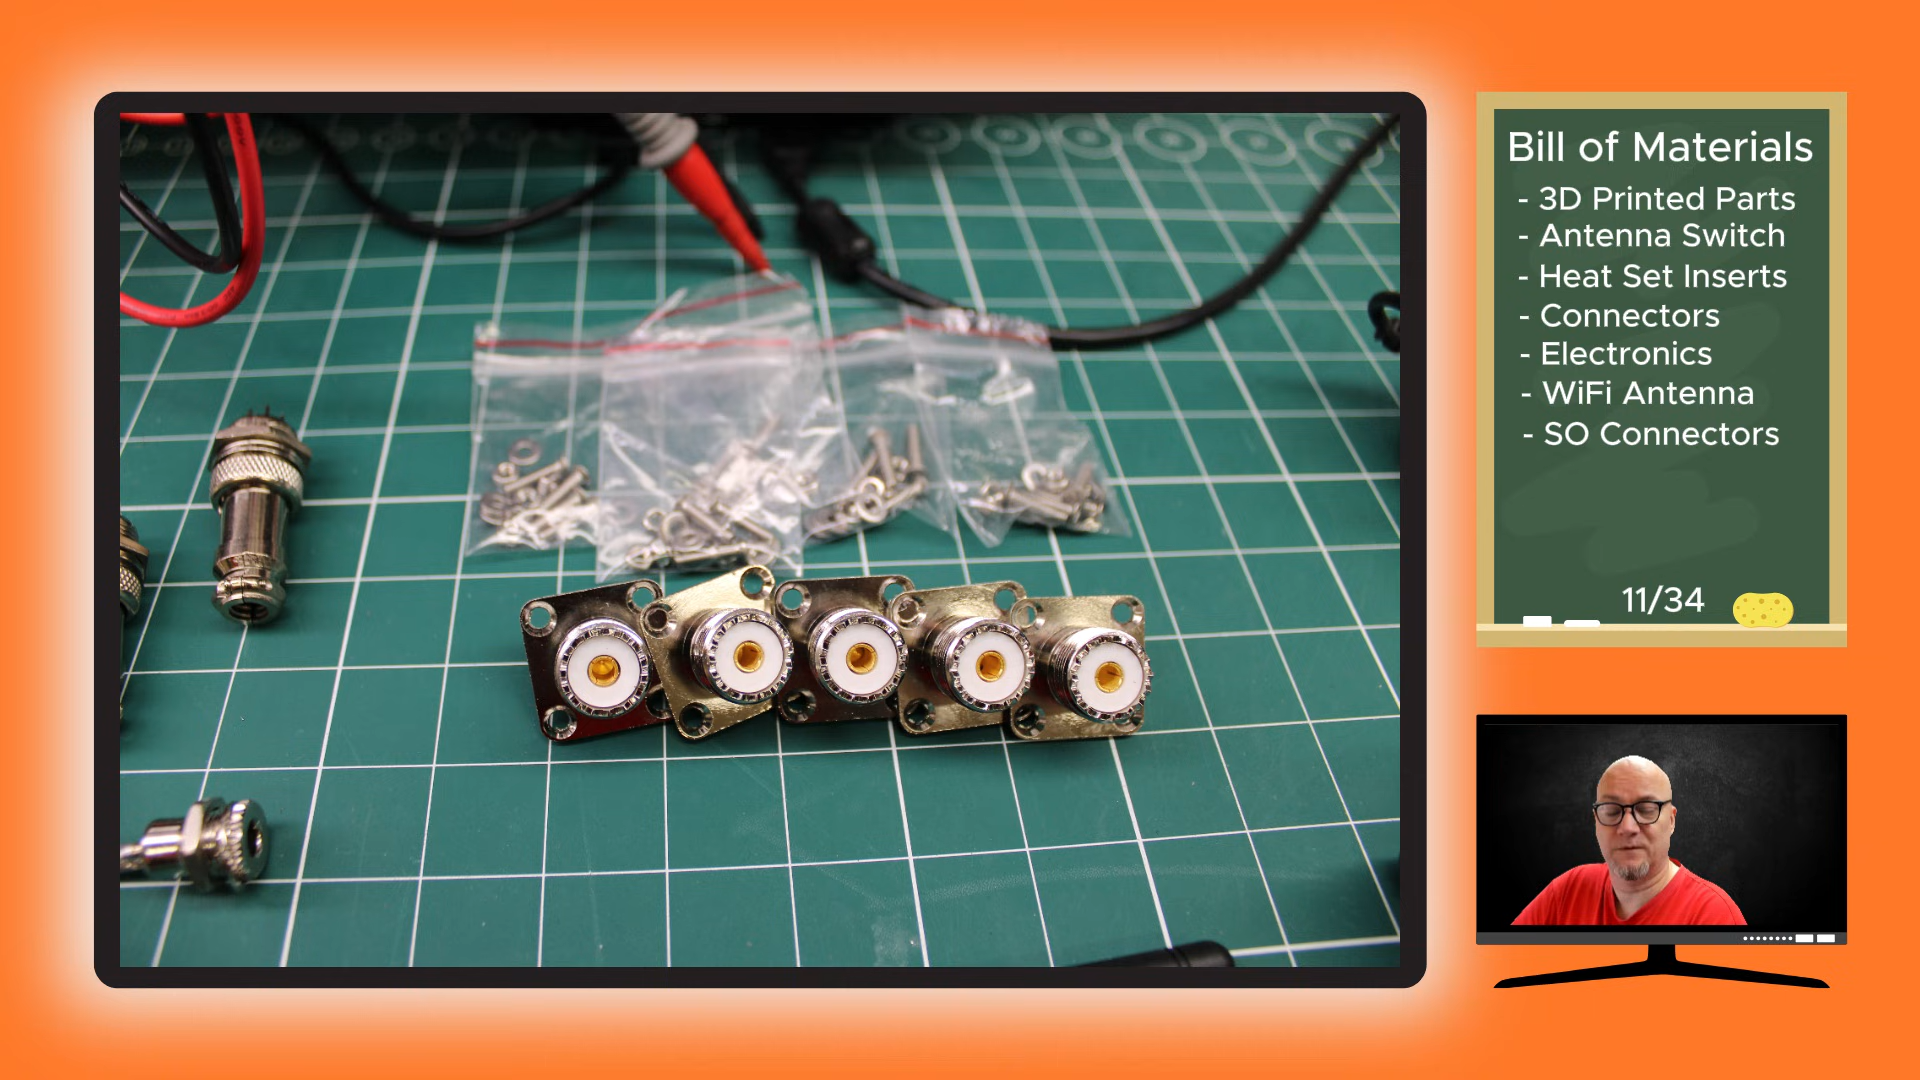 Bill of Materials
- 3D Printed Parts
- Antenna Switch
- Heat Set Inserts
- Connectors
- Electronics
- WiFi Antenna
- SO Connectors
11/34